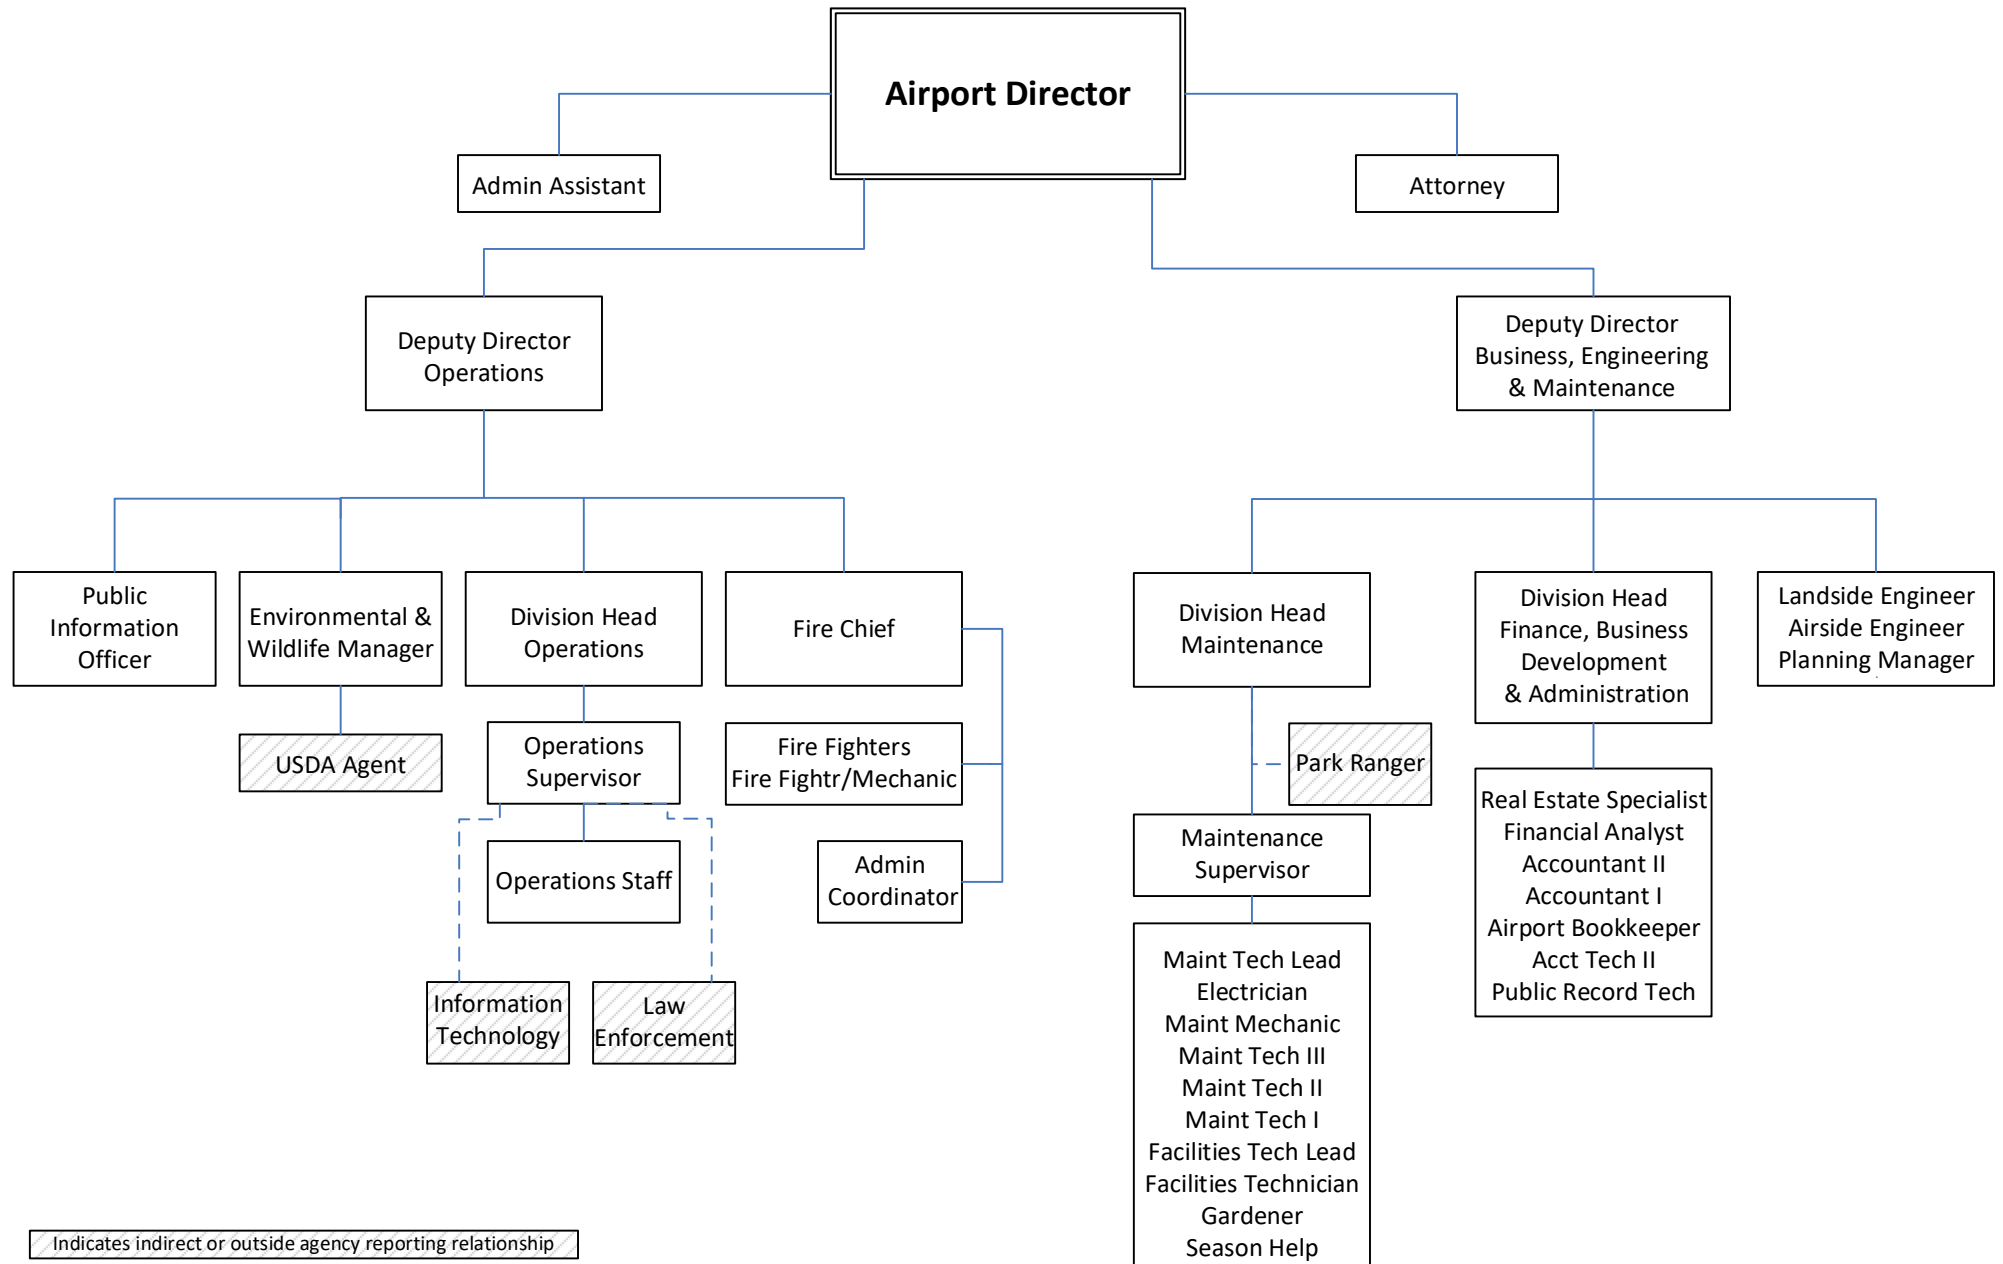 Airport Director
Admin Assistant
Attorney
Deputy Director
Operations
Deputy Director
Business, Engineering
& Maintenance
Public
Information
Officer
Environmental &
Wildlife Manager
Division Head
Operations
Fire Chief
Division Head
Maintenance
Division Head
Finance, Business
Development
& Administration
Landside Engineer
Airside Engineer
Planning Manager
USDA Agent
Operations
Supervisor
Fire Fighters
Fire Fightr/Mechanic
Park Ranger
Operations Staff
Admin
Coordinator
Maintenance
Supervisor
Real Estate Specialist
Financial Analyst
Accountant II
Accountant I
Airport Bookkeeper
Acct Tech II
Public Record Tech
Information
Technology
Law
Enforcement
Maint Tech Lead
Electrician
Maint Mechanic
Maint Tech III
Maint Tech II
Maint Tech I
Facilities Tech Lead
Facilities Technician
Gardener
Season Help
Indicates indirect or outside agency reporting relationship